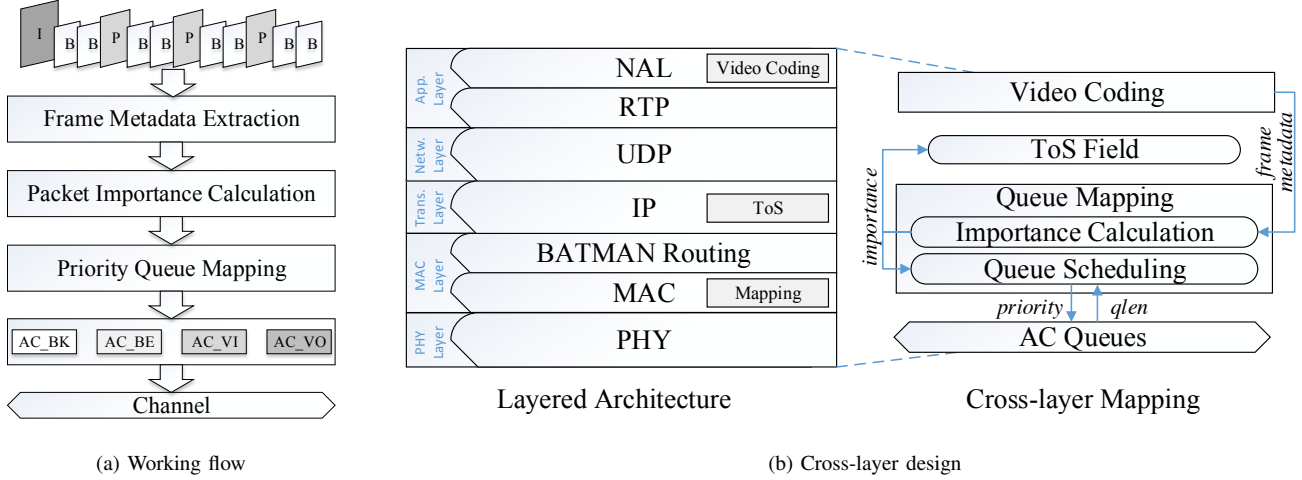 I B B P B B P B B P B B
Frame Metadata Extraction
Packet Importance Calculation
Priority Queue Mapping
AC_BK AC_BE AC_VI AC_VO
Channel
(a) Working flow
App.
Layer
NAL
Video Coding
RTP
Netw.
Layer
UDP
Trans.
Layer
IP
ToS
MAC
Layer
BATMAN Routing
MAC
Mapping
PHY
Layer
PHY
Layered Architecture
Video Coding
frame
metadata
ToS Field
importance
Queue Mapping
Importance Calculation
Queue Scheduling
priority qlen
AC Queues
Cross-layer Mapping
(b) Cross-layer design